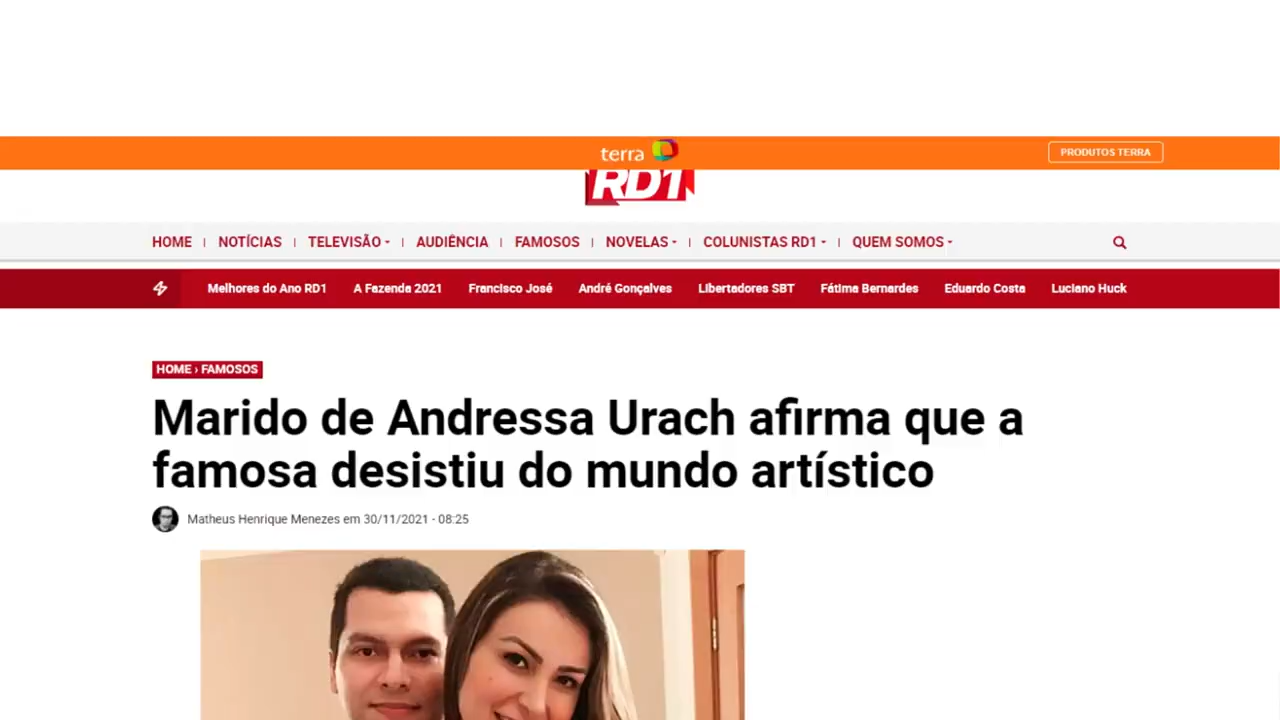 terra
PRODUTOS TERRA
RD1
HOME NOTÍCIAS TELEVISÃO AUDIÊNCIA FAMOSOS NOVELAS COLUNISTAS RD1 QUEM SOMOS
Melhores do Ano RD1 A Fazenda 2021 Francisco José André Gonçalves Libertadores SBT Fátima Bernardes Eduardo Costa Luciano Huck
HOME › FAMOSOS
Marido de Andressa Urach afirma que a
famosa desistiu do mundo artístico
Matheus Henrique Menezes em 30/11/2021 - 08:25